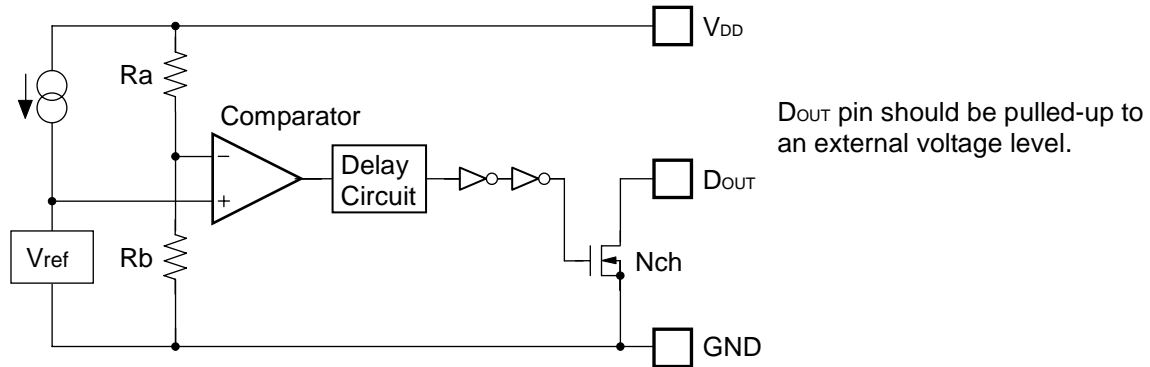 VDD
Ra
Comparator
DOUT pin should be pulled-up to
an external voltage level.
−
Delay
Circuit
DOUT
+
Vref
Rb
Nch
GND